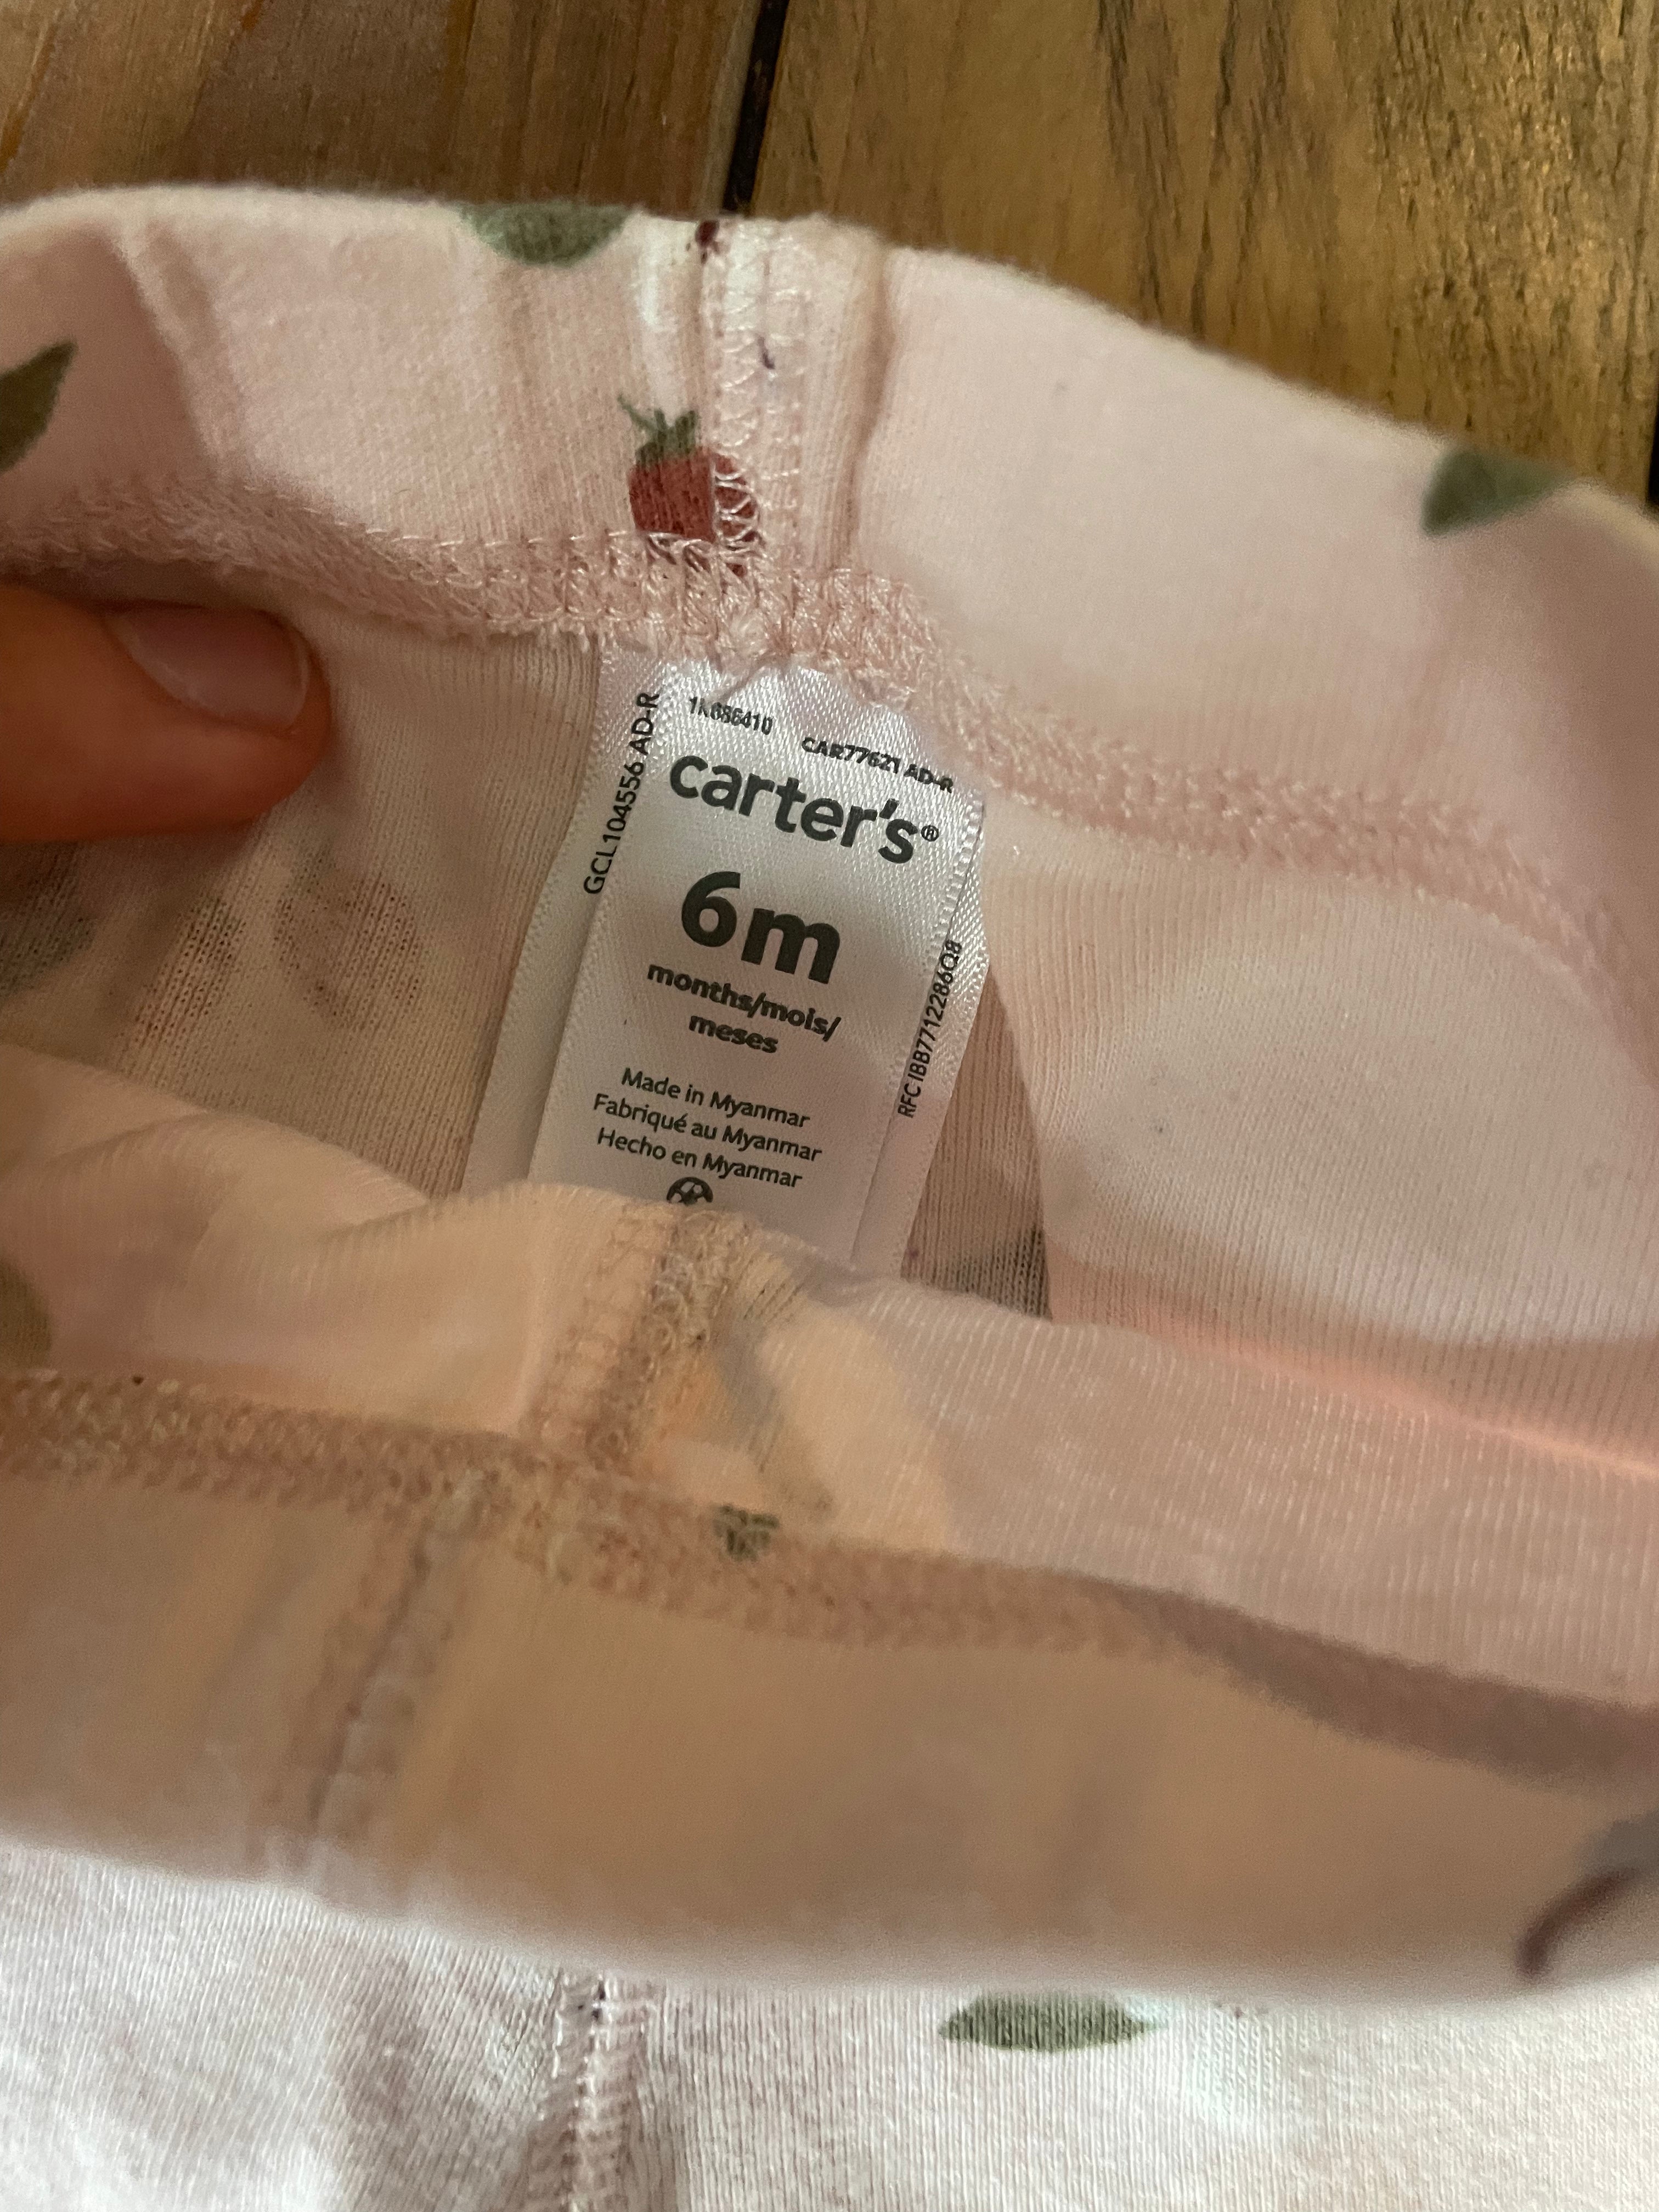 1K686410
CAR77621 AD-R
carter's®
6m
months/mois/
meses
Made in Myanmar
Fabriqué au Myanmar
Hecho en Myanmar
GCL104556 AD-R
RFC IBB7712286Q8